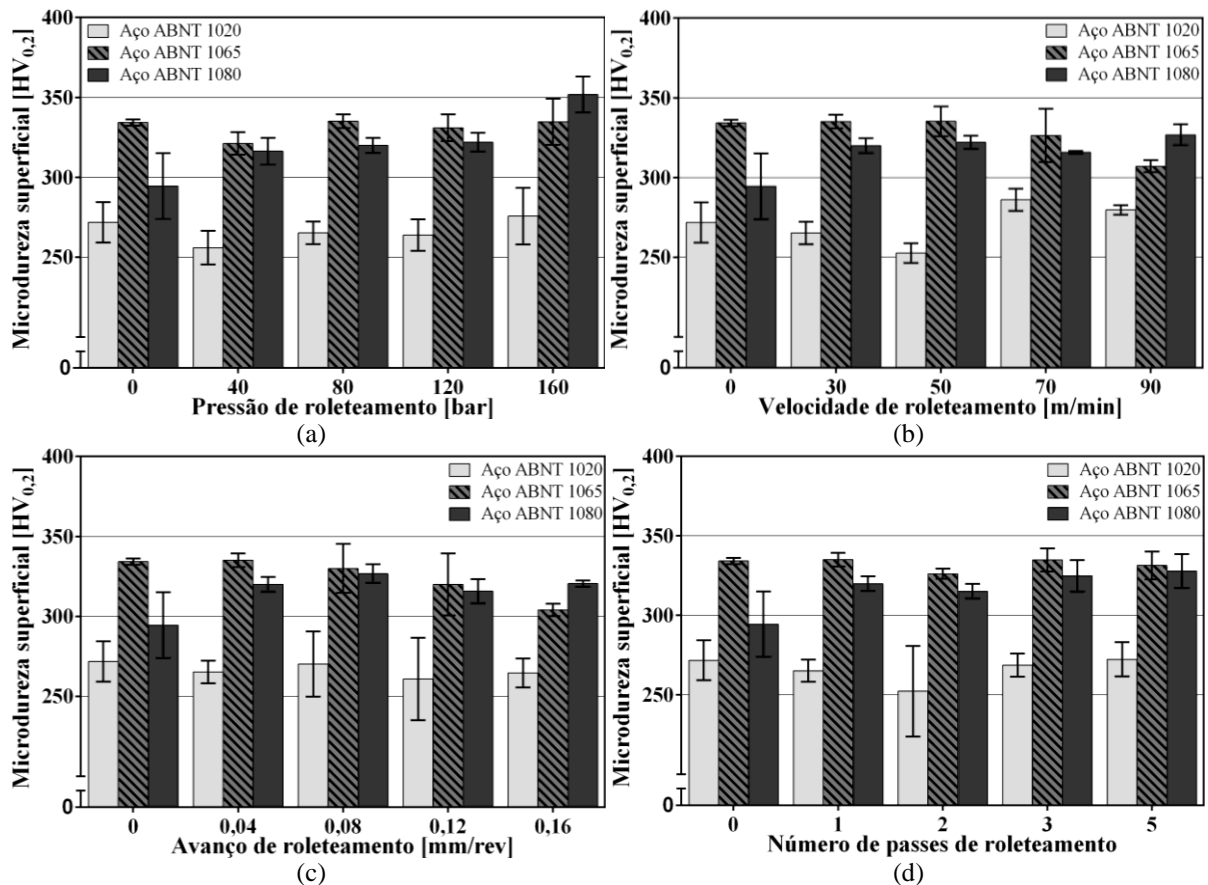 Microdureza superficial [HV0,2]
400
350
300
250
0
Aço ABNT 1020
Aço ABNT 1065
Aço ABNT 1080
0 40 80 120 160
Pressão de roleteamento [bar]
(a)
Microdureza superficial [HV0,2]
400
350
300
250
0
Aço ABNT 1020
Aço ABNT 1065
Aço ABNT 1080
0 30 50 70 90
Velocidade de roleteamento [m/min]
(b)
Microdureza superficial [HV0,2]
400
350
300
250
0
Aço ABNT 1020
Aço ABNT 1065
Aço ABNT 1080
0 0,04 0,08 0,12 0,16
Avanço de roleteamento [mm/rev]
(c)
Microdureza superficial [HV0,2]
400
350
300
250
0
Aço ABNT 1020
Aço ABNT 1065
Aço ABNT 1080
0 1 2 3 5
Número de passes de roleteamento
(d)